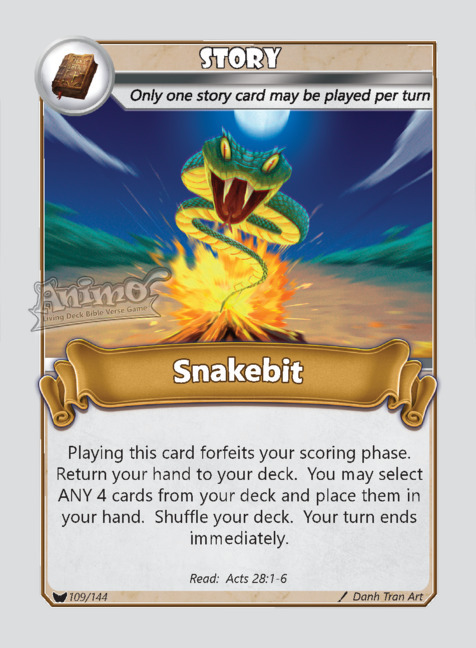 STORY
Only one story card may be played per turn
Animos
Living Deck Bible Verse Game
Snakebit
Playing this card forfeits your scoring phase.
Return your hand to your deck.  You may select
ANY 4 cards from your deck and place them in
your hand.  Shuffle your deck.  Your turn ends
immediately.
Read:  Acts 28:1-6
109/144
Danh Tran Art